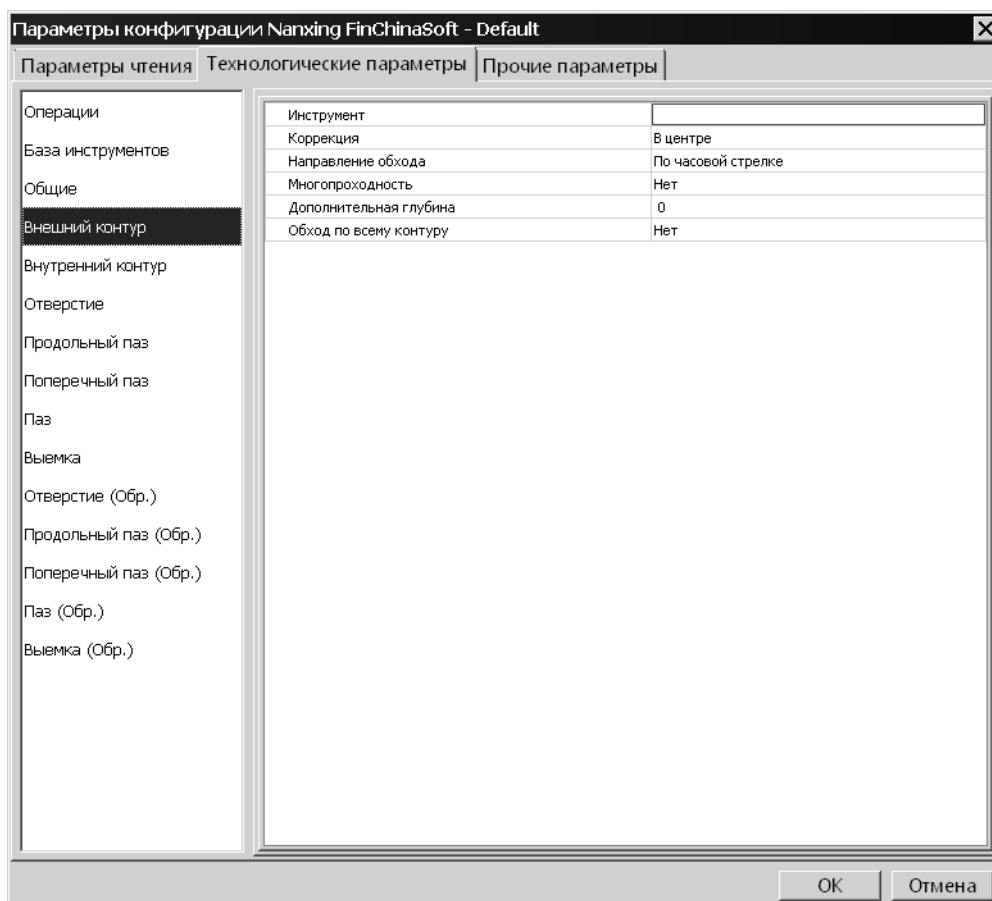 Параметры конфигурации Nanxing FinChinaSoft - Default
Параметры чтения Технологические параметры Прочие параметры
Операции
База инструментов
Общие
Внешний контур
Внутренний контур
Отверстие
Продольный паз
Поперечный паз
Паз
Выемка
Отверстие (Обр.)
Продольный паз (Обр.)
Поперечный паз (Обр.)
Паз (Обр.)
Выемка (Обр.)
Инструмент
Коррекция В центре
Направление обхода По часовой стрелке
Многопроходность Нет
Дополнительная глубина 0
Обход по всему контуру Нет
OK Отмена